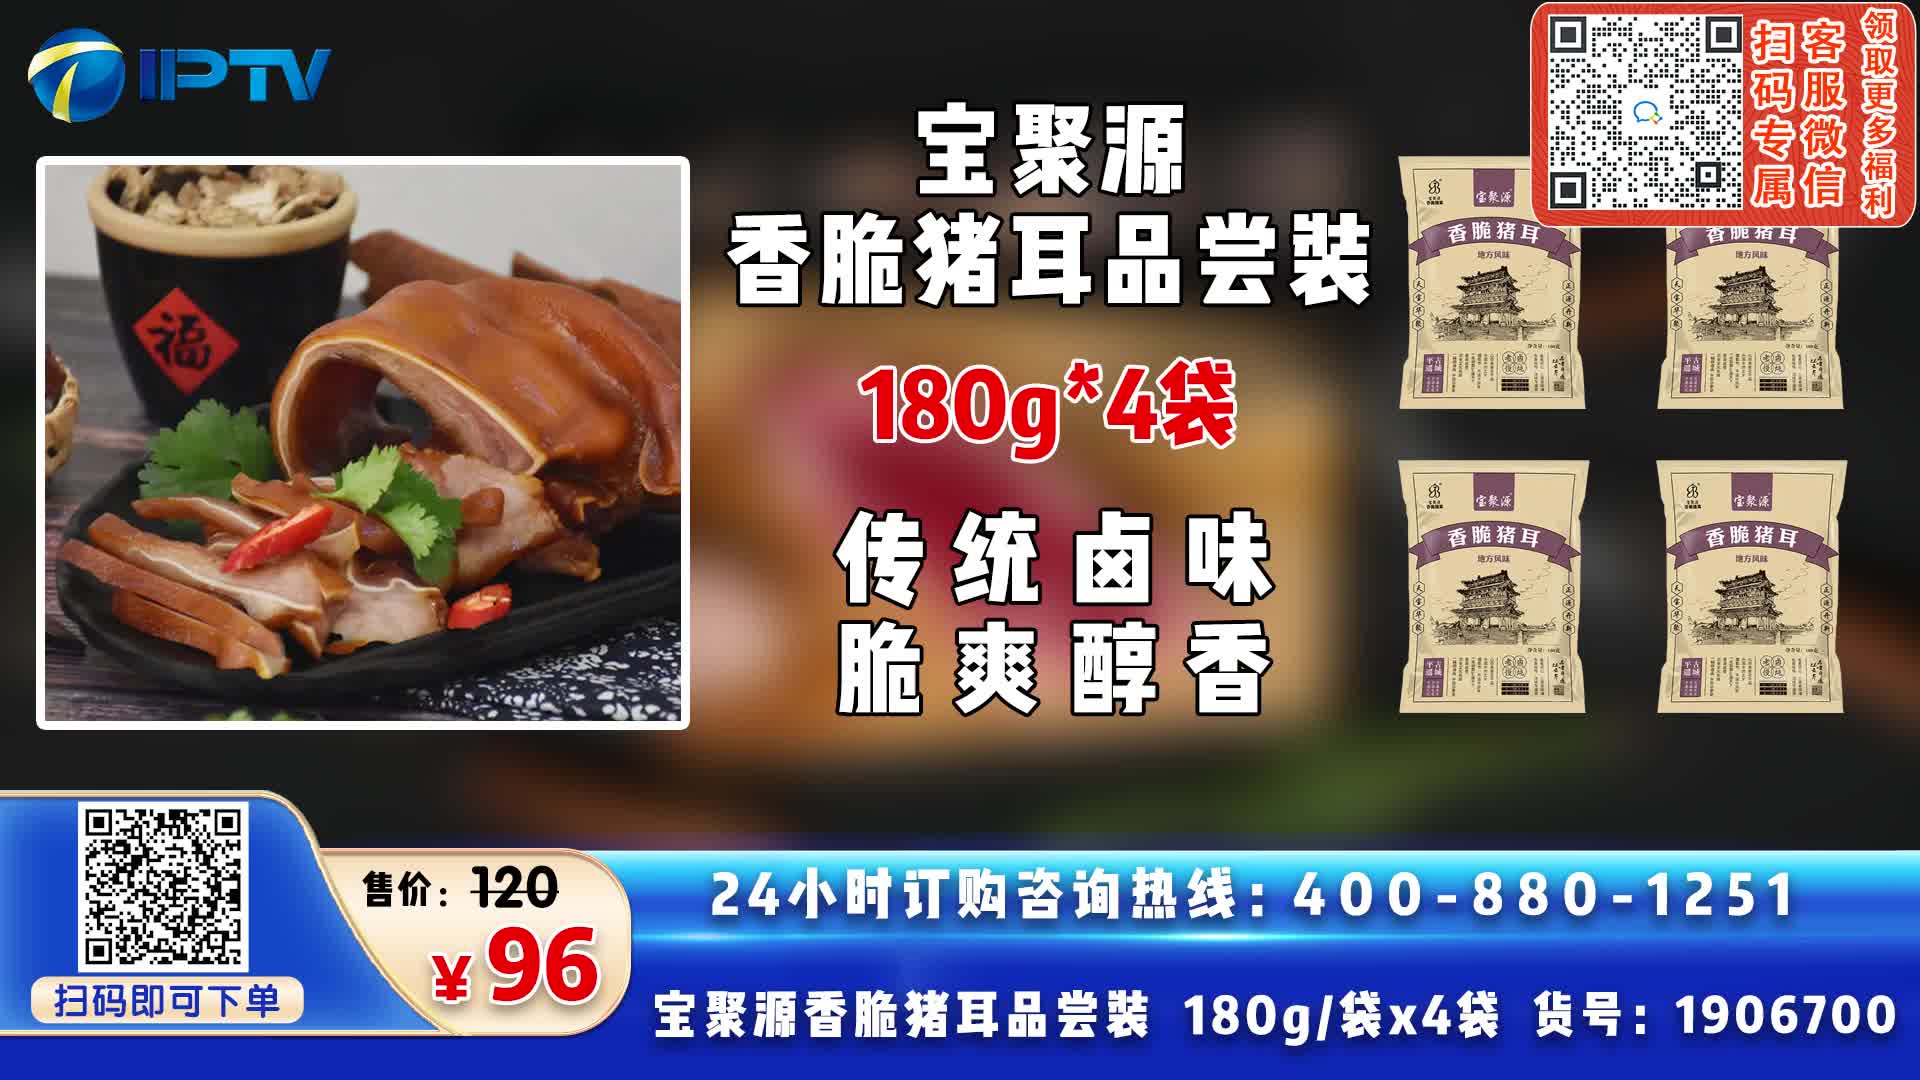 IPTV
扫码专属
客服微信
领取更多福利
宝聚源
香脆猪耳品尝装
180g*4袋
传统卤味
脆爽醇香
福
宝聚源
香脆猪耳
地方风味
香脆猪耳
地方风味
宝聚源
香脆猪耳
地方风味
宝聚源
香脆猪耳
地方风味
扫码即可下单
售价：120
¥96
24小时订购咨询热线：400-880-1251
宝聚源香脆猪耳品尝装 180g/袋x4袋 货号：1906700